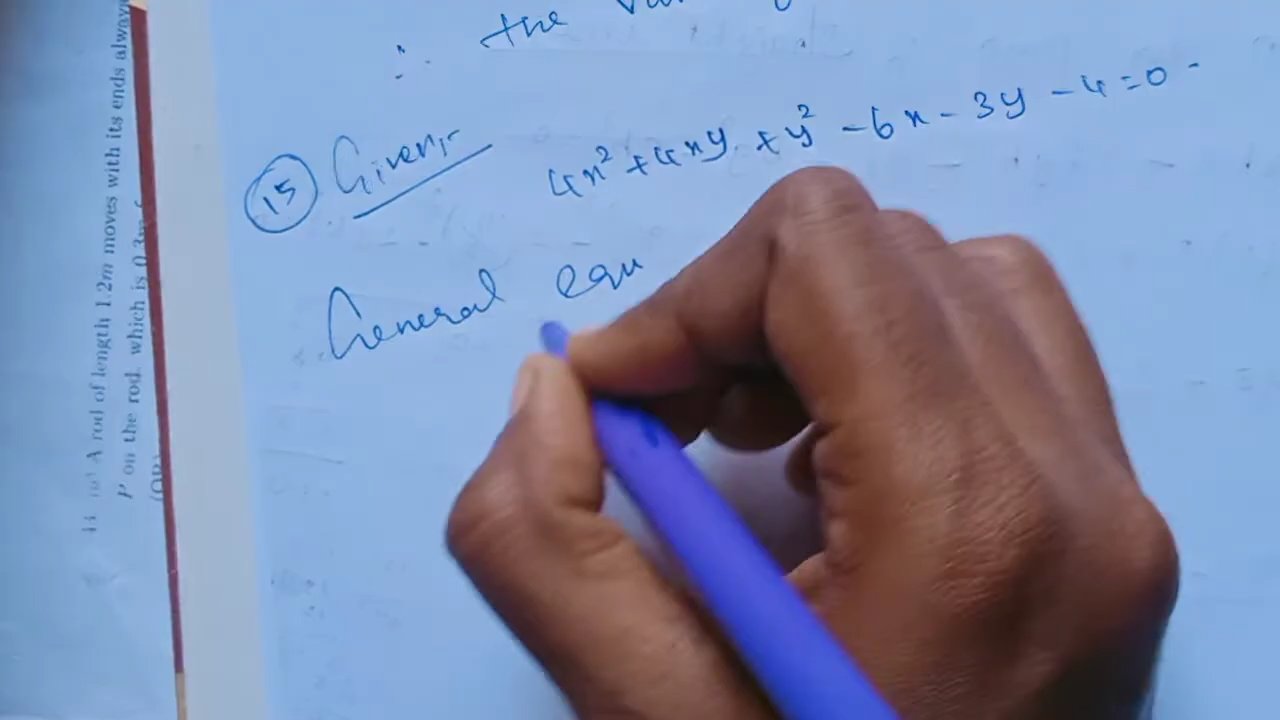 ∴ the
(15) Given:- 4x² + 4xy + y² - 6x - 3y - 4 = 0 .
General equ
A rod of length 1.2m moves with its ends always
P on the rod, which is 0.3m
(OR)